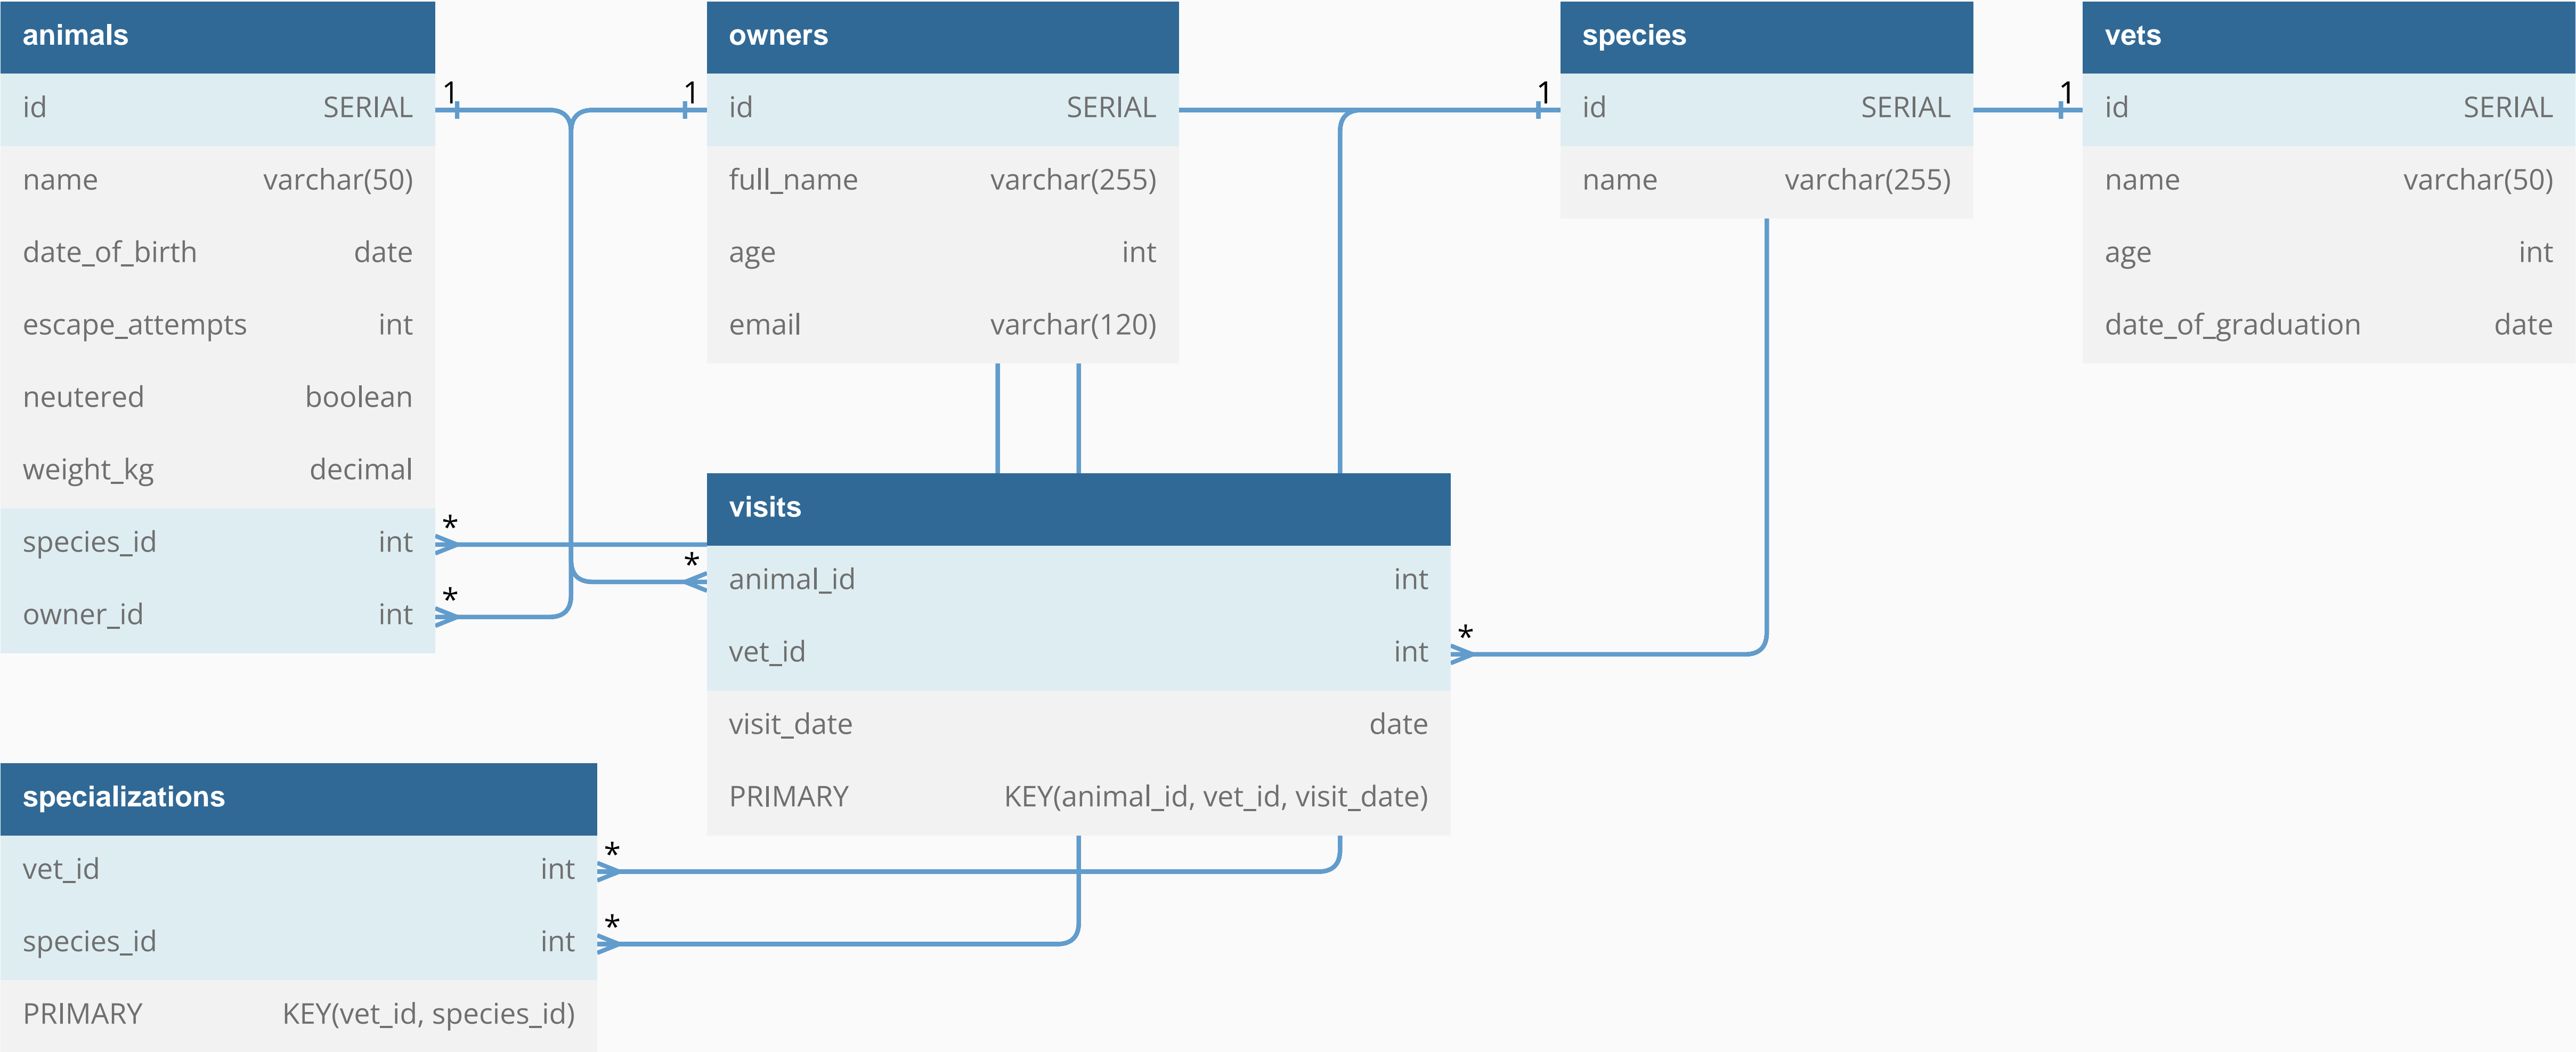 animals
id SERIAL
name varchar(50)
date_of_birth date
escape_attempts int
neutered boolean
weight_kg decimal
species_id int
owner_id int
1
*
*
owners
id SERIAL
full_name varchar(255)
age int
email varchar(120)
1
species
id SERIAL
name varchar(255)
1
vets
id SERIAL
name varchar(50)
age int
date_of_graduation date
1
visits
animal_id int
vet_id int
visit_date date
PRIMARY KEY(animal_id, vet_id, visit_date)
*
*
specializations
vet_id int
species_id int
PRIMARY KEY(vet_id, species_id)
*
*